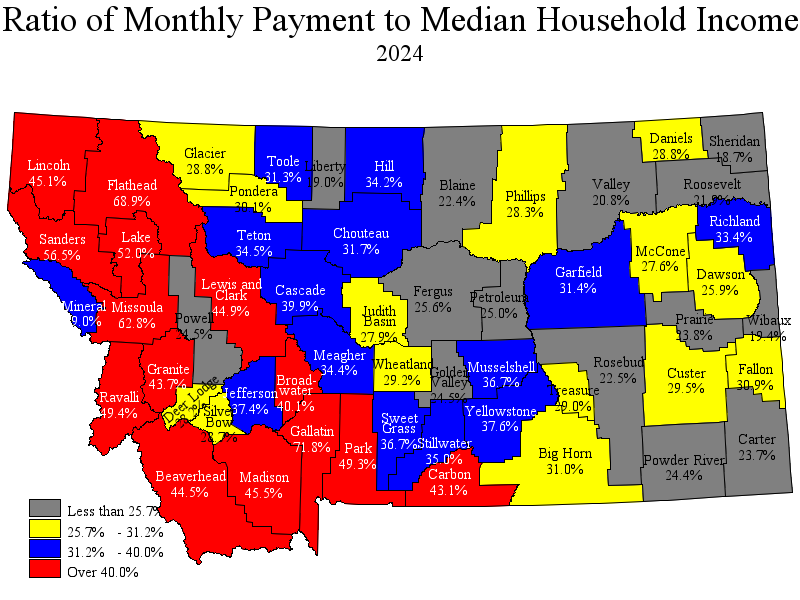 Ratio of Monthly Payment to Median Household Income
2024
Lincoln
45.1%
Flathead
68.9%
Glacier
28.8%
Toole
31.3%
Liberty
Hill
34.2%
Blaine
22.4%
Phillips
28.3%
Valley
20.8%
Daniels
28.8%
Sheridan
18.7%
Roosevelt
Pondera
30.1%
Teton
34.5%
Chouteau
31.7%
Richland
33.4%
Sanders
56.5%
Lake
52.0%
Lewis and
Clark
44.9%
Cascade
39.9%
Fergus
25.6%
Petroleum
25.0%
Garfield
31.4%
McCone
27.6%
Dawson
25.9%
Mineral
Missoula
62.8%
Powell
Judith
Basin
27.9%
Prairie
Wibaux
19.4%
Granite
43.7%
Meagher
34.4%
Wheatland
29.2%
Golden
Valley
24.5%
Musselshell
36.7%
Rosebud
22.5%
Custer
29.5%
Fallon
30.9%
Ravalli
49.4%
Deer Lodge
Silver
Bow
Jefferson
37.4%
Broad-
water
40.1%
Treasure
29.0%
Gallatin
71.8%
Park
49.3%
Sweet
Grass
36.7%
Stillwater
35.0%
Yellowstone
37.6%
Big Horn
31.0%
Powder River
24.4%
Carter
23.7%
Beaverhead
44.5%
Madison
45.5%
Carbon
43.1%
Less than 25.7%
25.7% - 31.2%
31.2% - 40.0%
Over 40.0%